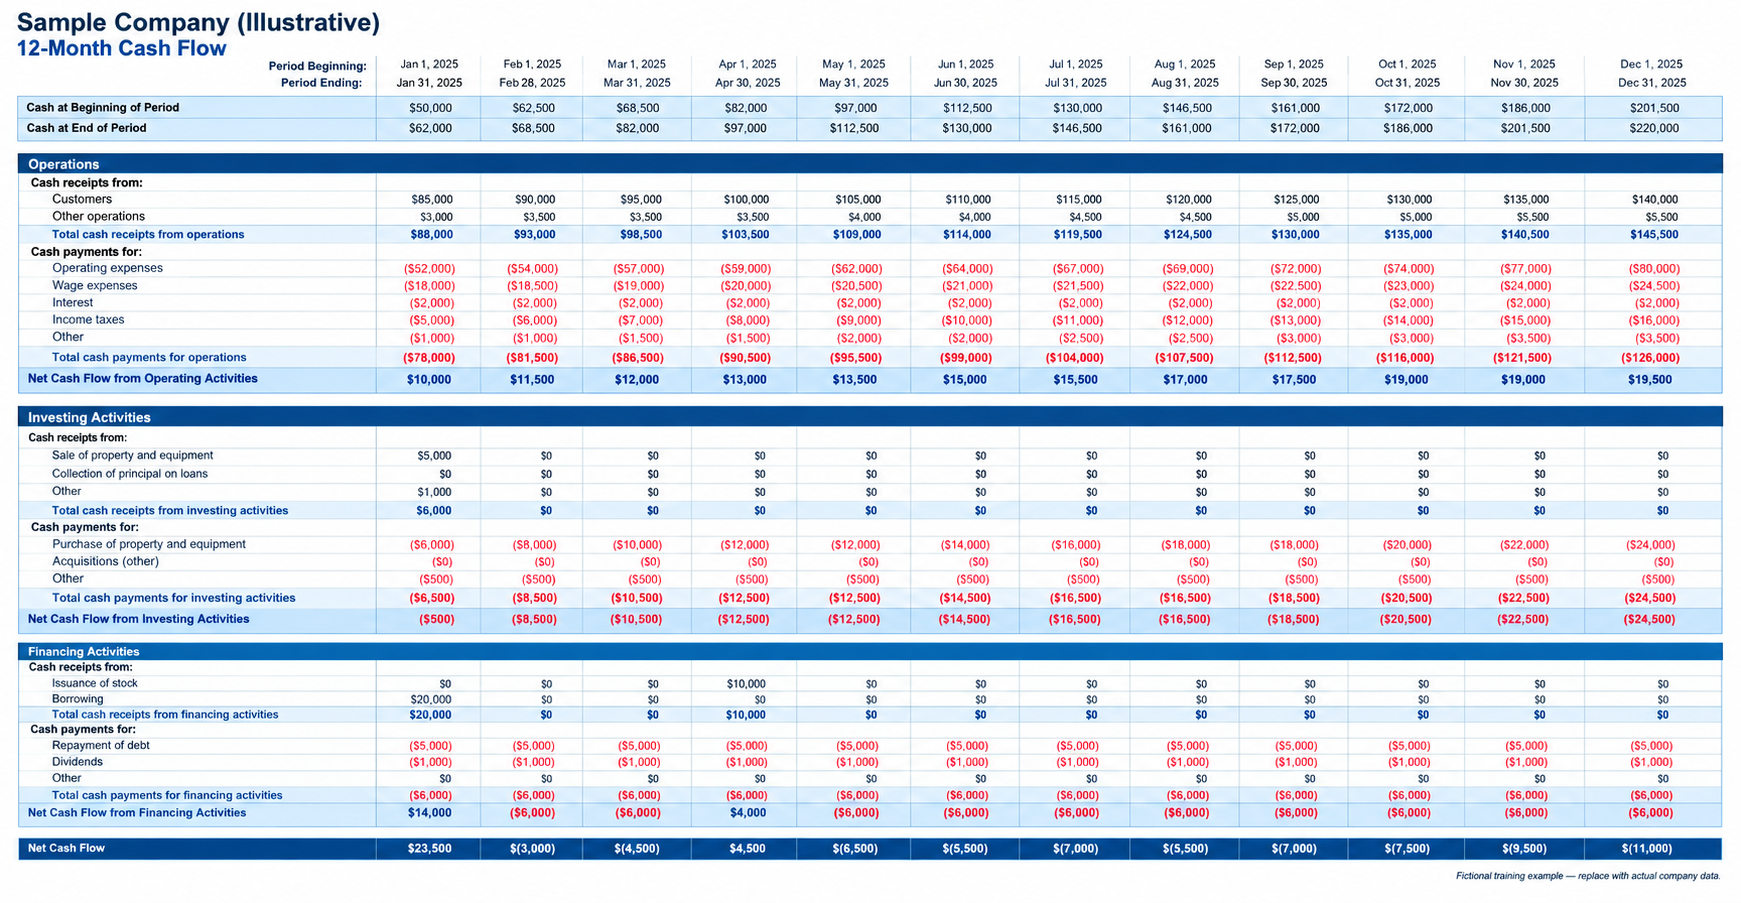 Sample Company (Illustrative)
12-Month Cash Flow
Period Beginning: Jan 1, 2025 Feb 1, 2025 Mar 1, 2025 Apr 1, 2025 May 1, 2025 Jun 1, 2025 Jul 1, 2025 Aug 1, 2025 Sep 1, 2025 Oct 1, 2025 Nov 1, 2025 Dec 1, 2025
Period Ending: Jan 31, 2025 Feb 28, 2025 Mar 31, 2025 Apr 30, 2025 May 31, 2025 Jun 30, 2025 Jul 31, 2025 Aug 31, 2025 Sep 30, 2025 Oct 31, 2025 Nov 30, 2025 Dec 31, 2025
Cash at Beginning of Period $50,000 $62,500 $68,500 $82,000 $97,000 $112,500 $130,000 $146,500 $161,000 $172,000 $186,000 $201,500
Cash at End of Period $62,000 $68,500 $82,000 $97,000 $112,500 $130,000 $146,500 $161,000 $172,000 $186,000 $201,500 $220,000
Operations
Cash receipts from:
Customers $85,000 $90,000 $95,000 $100,000 $105,000 $110,000 $115,000 $120,000 $125,000 $130,000 $135,000 $140,000
Other operations $3,000 $3,500 $3,500 $3,500 $4,000 $4,000 $4,500 $4,500 $5,000 $5,000 $5,500 $5,500
Total cash receipts from operations $88,000 $93,000 $98,500 $103,500 $109,000 $114,000 $119,500 $124,500 $130,000 $135,000 $140,500 $145,500
Cash payments for:
Operating expenses ($52,000) ($54,000) ($57,000) ($59,000) ($62,000) ($64,000) ($67,000) ($69,000) ($72,000) ($74,000) ($77,000) ($80,000)
Wage expenses ($18,000) ($18,500) ($19,000) ($20,000) ($20,500) ($21,000) ($21,500) ($22,000) ($22,500) ($23,000) ($24,000) ($24,500)
Interest ($2,000) ($2,000) ($2,000) ($2,000) ($2,000) ($2,000) ($2,000) ($2,000) ($2,000) ($2,000) ($2,000) ($2,000)
Income taxes ($5,000) ($6,000) ($7,000) ($8,000) ($9,000) ($10,000) ($11,000) ($12,000) ($13,000) ($14,000) ($15,000) ($16,000)
Other ($1,000) ($1,000) ($1,500) ($1,500) ($2,000) ($2,000) ($2,500) ($2,500) ($3,000) ($3,000) ($3,500) ($3,500)
Total cash payments for operations ($78,000) ($81,500) ($86,500) ($90,500) ($95,500) ($99,000) ($104,000) ($107,500) ($112,500) ($116,000) ($121,500) ($126,000)
Net Cash Flow from Operating Activities $10,000 $11,500 $12,000 $13,000 $13,500 $15,000 $15,500 $17,000 $17,500 $19,000 $19,000 $19,500
Investing Activities
Cash receipts from:
Sale of property and equipment $5,000 $0 $0 $0 $0 $0 $0 $0 $0 $0 $0 $0
Collection of principal on loans $0 $0 $0 $0 $0 $0 $0 $0 $0 $0 $0 $0
Other $1,000 $0 $0 $0 $0 $0 $0 $0 $0 $0 $0 $0
Total cash receipts from investing activities $6,000 $0 $0 $0 $0 $0 $0 $0 $0 $0 $0 $0
Cash payments for:
Purchase of property and equipment ($6,000) ($8,000) ($10,000) ($12,000) ($12,000) ($14,000) ($16,000) ($18,000) ($18,000) ($20,000) ($22,000) ($24,000)
Acquisitions (other) ($0) ($0) ($0) ($0) ($0) ($0) ($0) ($0) ($0) ($0) ($0) ($0)
Other ($500) ($500) ($500) ($500) ($500) ($500) ($500) ($500) ($500) ($500) ($500) ($500)
Total cash payments for investing activities ($6,500) ($8,500) ($10,500) ($12,500) ($12,500) ($14,500) ($16,500) ($16,500) ($18,500) ($20,500) ($22,500) ($24,500)
Net Cash Flow from Investing Activities ($500) ($8,500) ($10,500) ($12,500) ($12,500) ($14,500) ($16,500) ($16,500) ($18,500) ($20,500) ($22,500) ($24,500)
Financing Activities
Cash receipts from:
Issuance of stock $0 $0 $0 $10,000 $0 $0 $0 $0 $0 $0 $0 $0
Borrowing $20,000 $0 $0 $0 $0 $0 $0 $0 $0 $0 $0 $0
Total cash receipts from financing activities $20,000 $0 $0 $10,000 $0 $0 $0 $0 $0 $0 $0 $0
Cash payments for:
Repayment of debt ($5,000) ($5,000) ($5,000) ($5,000) ($5,000) ($5,000) ($5,000) ($5,000) ($5,000) ($5,000) ($5,000) ($5,000)
Dividends ($1,000) ($1,000) ($1,000) ($1,000) ($1,000) ($1,000) ($1,000) ($1,000) ($1,000) ($1,000) ($1,000) ($1,000)
Other $0 $0 $0 $0 $0 $0 $0 $0 $0 $0 $0 $0
Total cash payments for financing activities ($6,000) ($6,000) ($6,000) ($6,000) ($6,000) ($6,000) ($6,000) ($6,000) ($6,000) ($6,000) ($6,000) ($6,000)
Net Cash Flow from Financing Activities $14,000 ($6,000) ($6,000) $4,000 ($6,000) ($6,000) ($6,000) ($6,000) ($6,000) ($6,000) ($6,000) ($6,000)
Net Cash Flow $23,500 $(3,000) $(4,500) $4,500 $(6,500) $(5,500) $(7,000) $(5,500) $(7,000) $(7,500) $(9,500) $(11,000)
Fictional training example — replace with actual company data.